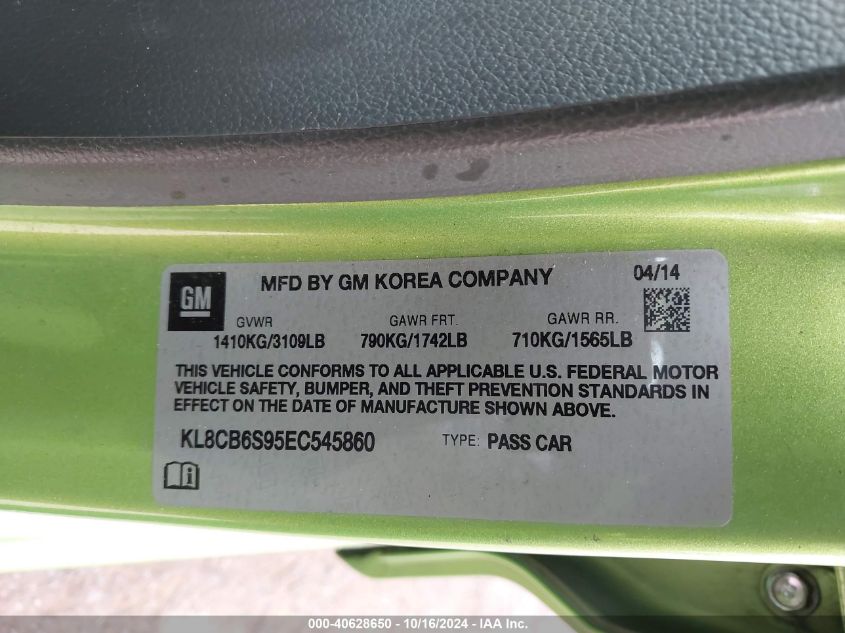 GM
MFD BY GM KOREA COMPANY
04/14
GVWR
GAWR FRT.
GAWR RR.
1410KG/3109LB
790KG/1742LB
710KG/1565LB
THIS VEHICLE CONFORMS TO ALL APPLICABLE U.S. FEDERAL MOTOR
VEHICLE SAFETY, BUMPER, AND THEFT PREVENTION STANDARDS IN
EFFECT ON THE DATE OF MANUFACTURE SHOWN ABOVE.
KL8CB6S95EC545860
TYPE: PASS CAR
000-40628650 - 10/16/2024 - IAA Inc.